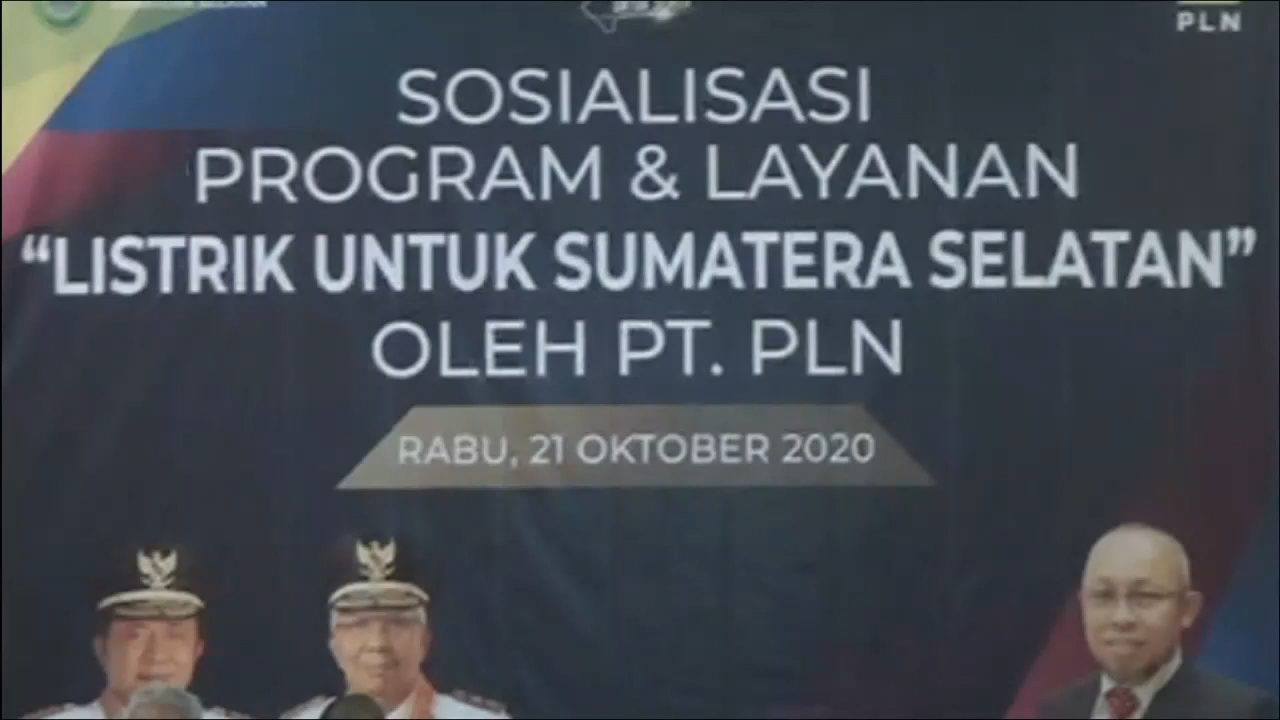 PLN
SOSIALISASI
PROGRAM & LAYANAN
“LISTRIK UNTUK SUMATERA SELATAN”
OLEH PT. PLN
RABU, 21 OKTOBER 2020